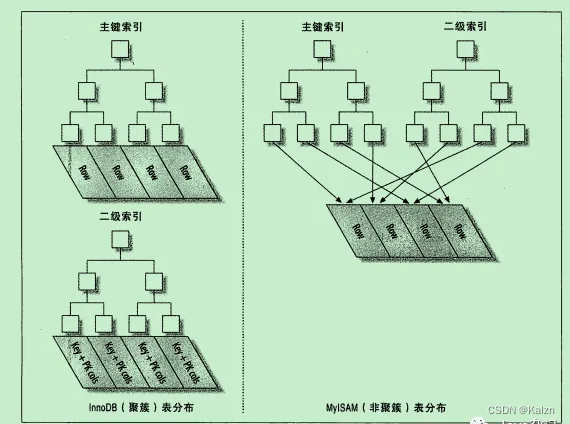 主键索引
Row Row Row Row
二级索引
Key + PK cols Key + PK cols Key + PK cols Key + PK cols
InnoDB（聚簇）表分布
主键索引 二级索引
Row Row Row Row
MyISAM（非聚簇）表分布
CSDN @Kalzn